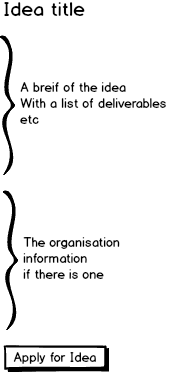 Idea title
A breif of the idea
With a list of deliverables
etc
The organisation
information
if there is one
Apply for Idea